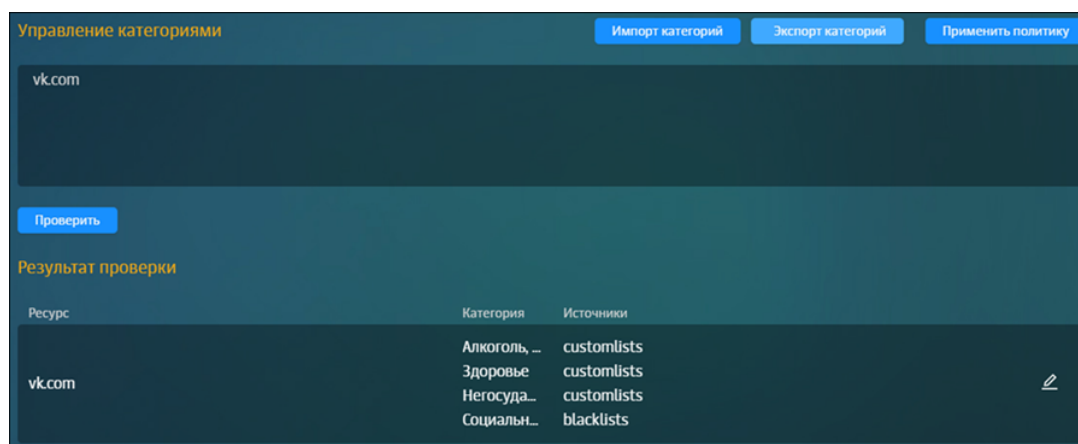 Управление категориями Импорт категорий Экспорт категорий Применить политику
vk.com
Проверить
Результат проверки
Ресурс Категория Источники
Алкоголь, ... customlists
Здоровье customlists
vk.com
Негосуда... customlists
Социальн... blacklists